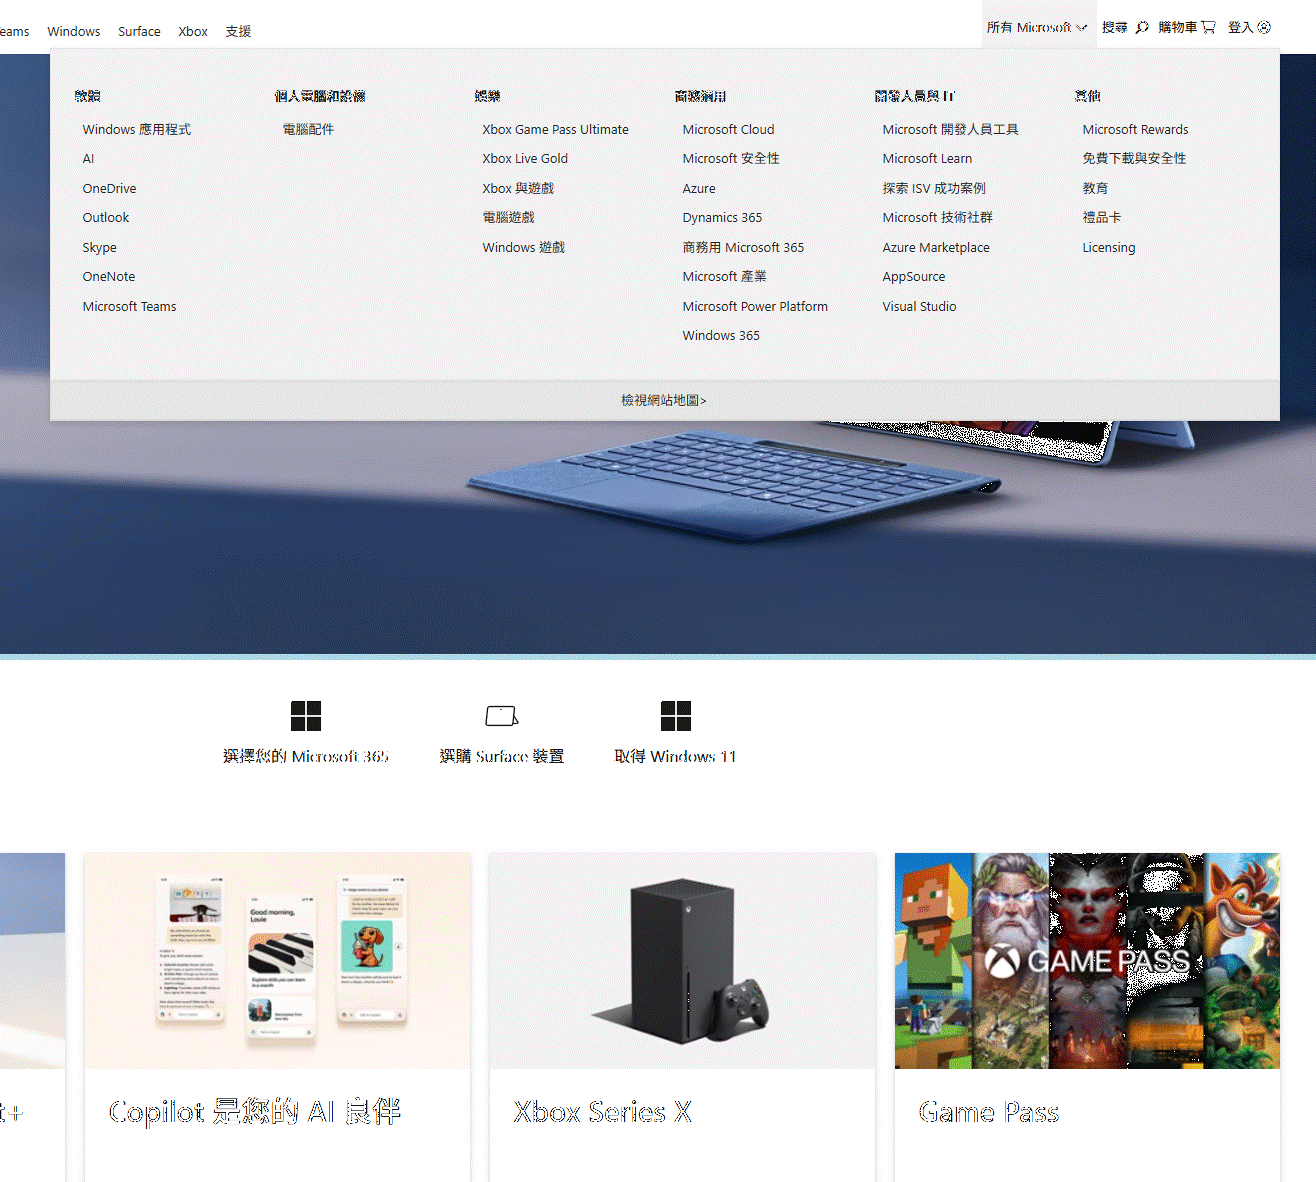 Teams Windows Surface Xbox 支援
所有 Microsoft 搜尋 購物車 登入
軟體
Windows 應用程式
AI
OneDrive
Outlook
Skype
OneNote
Microsoft Teams
個人電腦和設備
電腦配件
娛樂
Xbox Game Pass Ultimate
Xbox Live Gold
Xbox 與遊戲
電腦遊戲
Windows 遊戲
商務適用
Microsoft Cloud
Microsoft 安全性
Azure
Dynamics 365
商務用 Microsoft 365
Microsoft 產業
Microsoft Power Platform
Windows 365
開發人員與 IT
Microsoft 開發人員工具
Microsoft Learn
探索 ISV 成功案例
Microsoft 技術社群
Azure Marketplace
AppSource
Visual Studio
其他
Microsoft Rewards
免費下載與安全性
教育
禮品卡
Licensing
檢視網站地圖>
選擇您的 Microsoft 365
選購 Surface 裝置
取得 Windows 11
Good morning,
Louie
Explore skills you can learn
in a month.
GAME PASS
t+
Copilot 是您的 AI 良伴
Xbox Series X
Game Pass